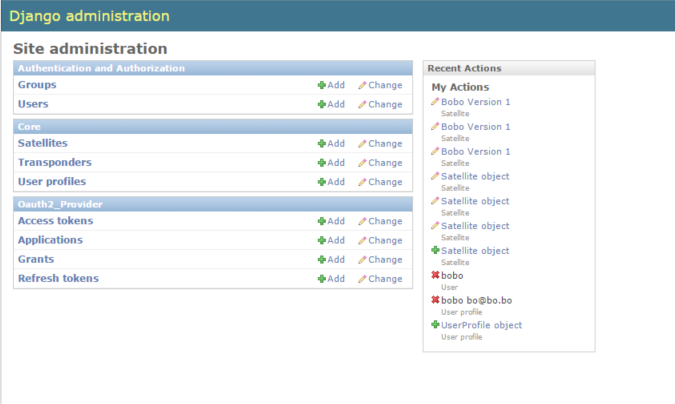 Django administration
Site administration
Authentication and Authorization
Groups Add Change
Users Add Change
Core
Satellites Add Change
Transponders Add Change
User profiles Add Change
Oauth2_Provider
Access tokens Add Change
Applications Add Change
Grants Add Change
Refresh tokens Add Change
Recent Actions
My Actions
Bobo Version 1
Satellite
Bobo Version 1
Satellite
Bobo Version 1
Satellite
Satellite object
Satellite
Satellite object
Satellite
Satellite object
Satellite
Satellite object
Satellite
bobo
User
bobo bo@bo.bo
User profile
UserProfile object
User profile